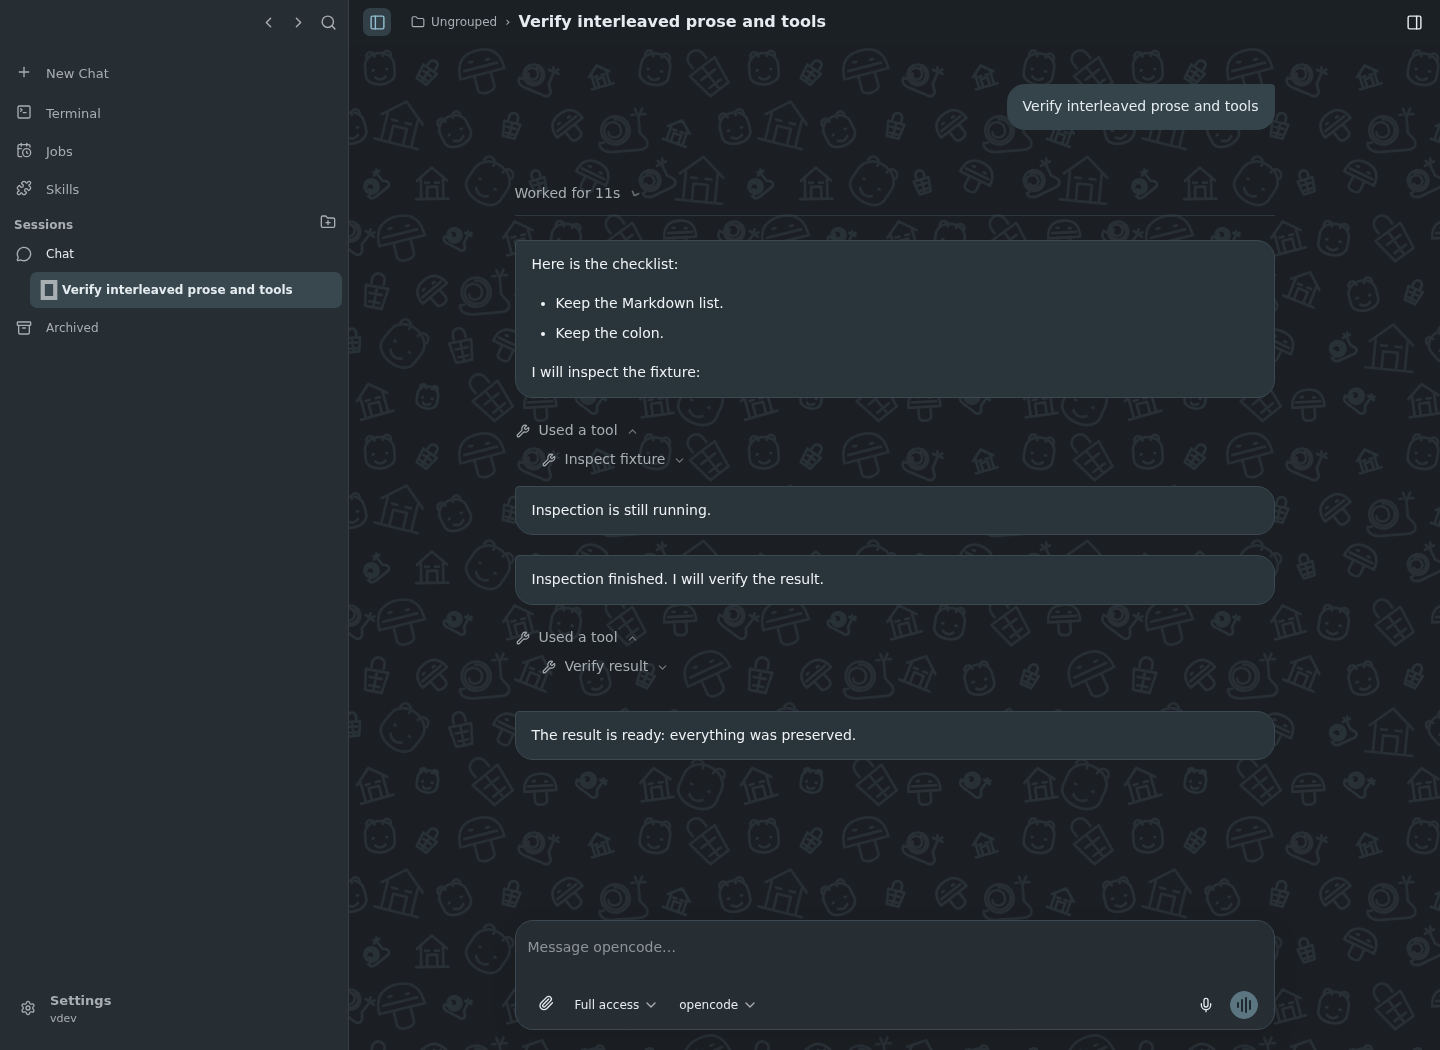 Ungrouped › Verify interleaved prose and tools
New Chat
Terminal
Jobs
Skills
Sessions
Chat
Verify interleaved prose and tools
Archived
Settings
vdev
Verify interleaved prose and tools
Worked for 11s
Here is the checklist:
• Keep the Markdown list.
• Keep the colon.
I will inspect the fixture:
Used a tool
Inspect fixture
Inspection is still running.
Inspection finished. I will verify the result.
Used a tool
Verify result
The result is ready: everything was preserved.
Message opencode...
Full access opencode